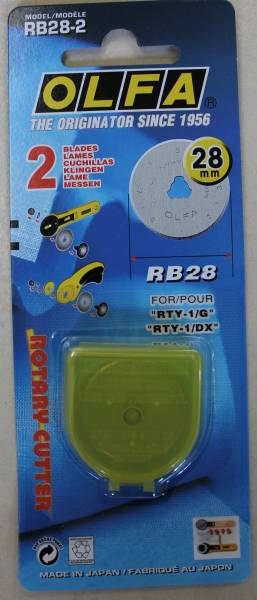 MODEL/MODÈLE
RB28-2
OLFA®
THE ORIGINATOR SINCE 1956
2
BLADES
LAMES
CUCHILLAS
KLINGEN
LAME
MESSEN
28
mm
OLFA
RB28
FOR/POUR
"RTY-1/G"
"RTY-1/DX"
ROTARY-CUTTER
MADE IN JAPAN / FABRIQUÉ AU JAPON